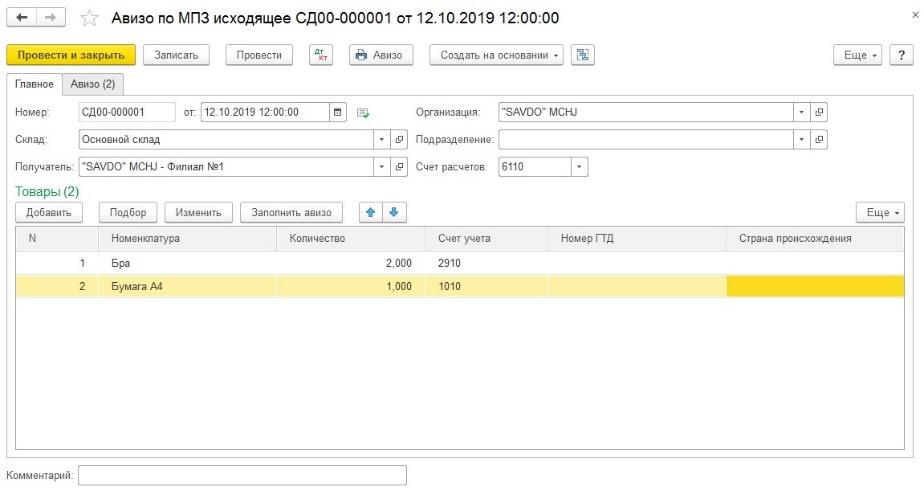 Авизо по МПЗ исходящее СД00-000001 от 12.10.2019 12:00:00
Провести и закрыть Записать Провести Дт Кт Авизо Создать на основании Еще ?
Главное Авизо (2)
Номер: СД00-000001 от: 12.10.2019 12:00:00 Организация: "SAVDO" MCHJ
Склад: Основной склад Подразделение:
Получатель: "SAVDO" MCHJ - Филиал №1 Счет расчетов: 6110
Товары (2)
Добавить Подбор Изменить Заполнить авизо Еще
N Номенклатура Количество Счет учета Номер ГТД Страна происхождения
1 Бра 2,000 2910
2 Бумага А4 1,000 1010
Комментарий: